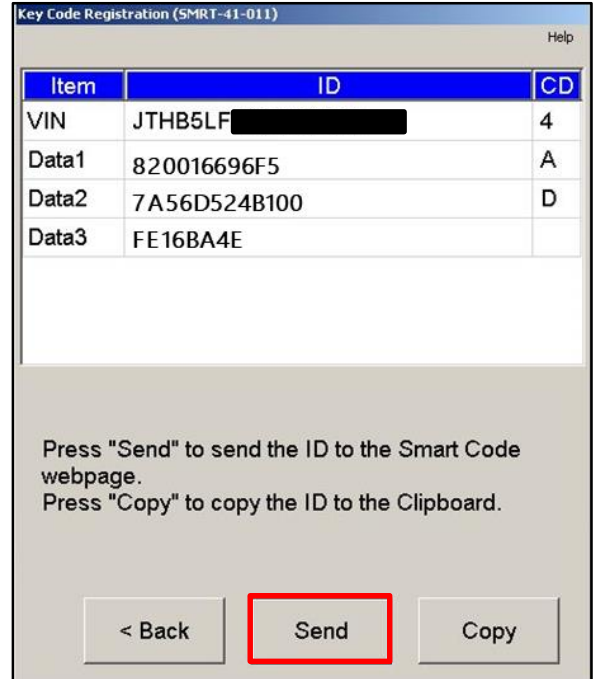 Key Code Registration (SMRT-41-011)
Help
Item ID CD
VIN JTHB5LF 4
Data1 820016696F5 A
Data2 7A56D524B100 D
Data3 FE16BA4E
Press "Send" to send the ID to the Smart Code
webpage.
Press "Copy" to copy the ID to the Clipboard.
< Back Send Copy